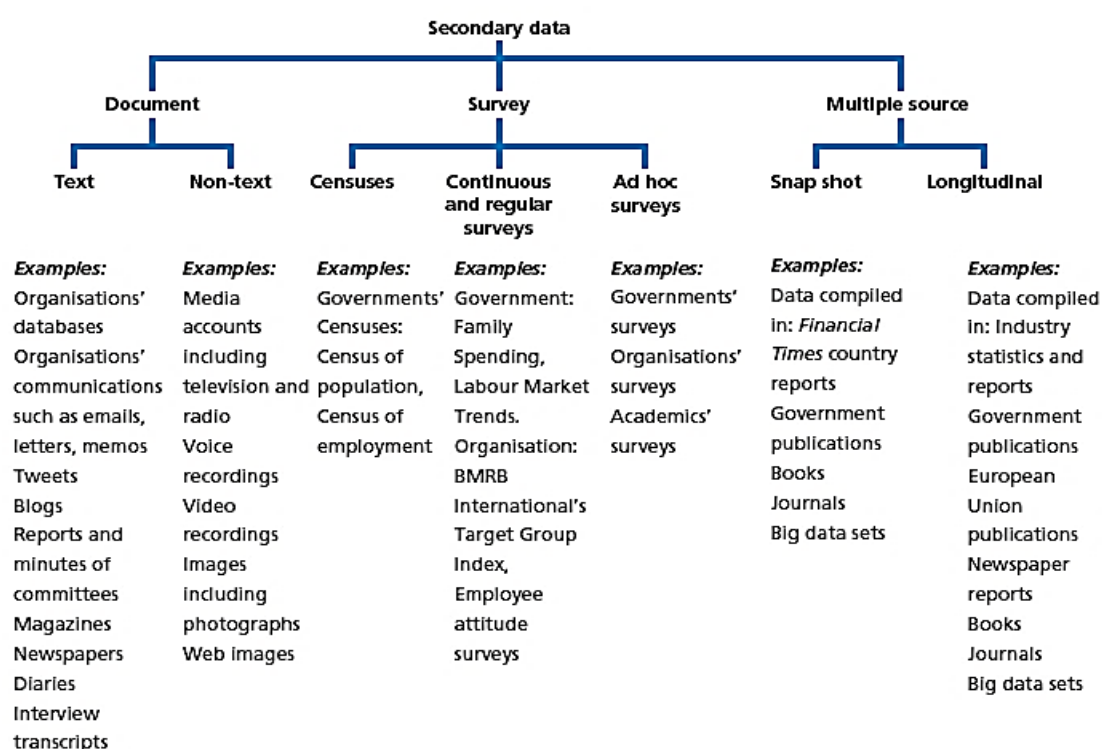 Secondary data
Document
Survey
Multiple source
Text
Non-text
Censuses
Continuous
and regular
surveys
Ad hoc
surveys
Snap shot
Longitudinal
Examples:
Organisations'
databases
Organisations'
communications
such as emails,
letters, memos
Tweets
Blogs
Reports and
minutes of
committees
Magazines
Newspapers
Diaries
Interview
transcripts
Examples:
Media
accounts
including
television and
radio
Voice
recordings
Video
recordings
Images
including
photographs
Web images
Examples:
Governments'
Censuses:
Census of
population,
Census of
employment
Examples:
Government:
Family
Spending,
Labour Market
Trends.
Organisation:
BMRB
International's
Target Group
Index,
Employee
attitude
surveys
Examples:
Governments'
surveys
Organisations'
surveys
Academics'
surveys
Examples:
Data compiled
in: Financial
Times country
reports
Government
publications
Books
Journals
Big data sets
Examples:
Data compiled
in: Industry
statistics and
reports
Government
publications
European
Union
publications
Newspaper
reports
Books
Journals
Big data sets